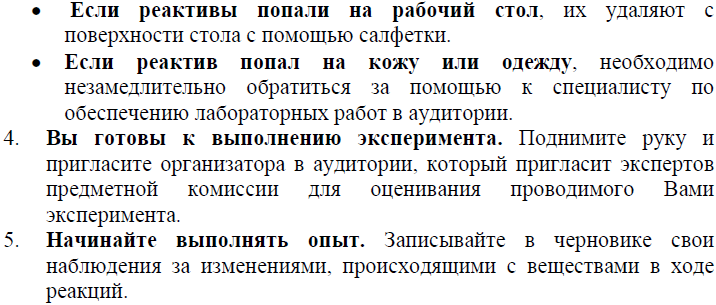 • Если реактивы попали на рабочий стол, их удаляют с
поверхности стола с помощью салфетки.
• Если реактив попал на кожу или одежду, необходимо
незамедлительно обратиться за помощью к специалисту по
обеспечению лабораторных работ в аудитории.
4. Вы готовы к выполнению эксперимента. Поднимите руку и
пригласите организатора в аудитории, который пригласит экспертов
предметной комиссии для оценивания проводимого Вами
эксперимента.
5. Начинайте выполнять опыт. Записывайте в черновике свои
наблюдения за изменениями, происходящими с веществами в ходе
реакций.